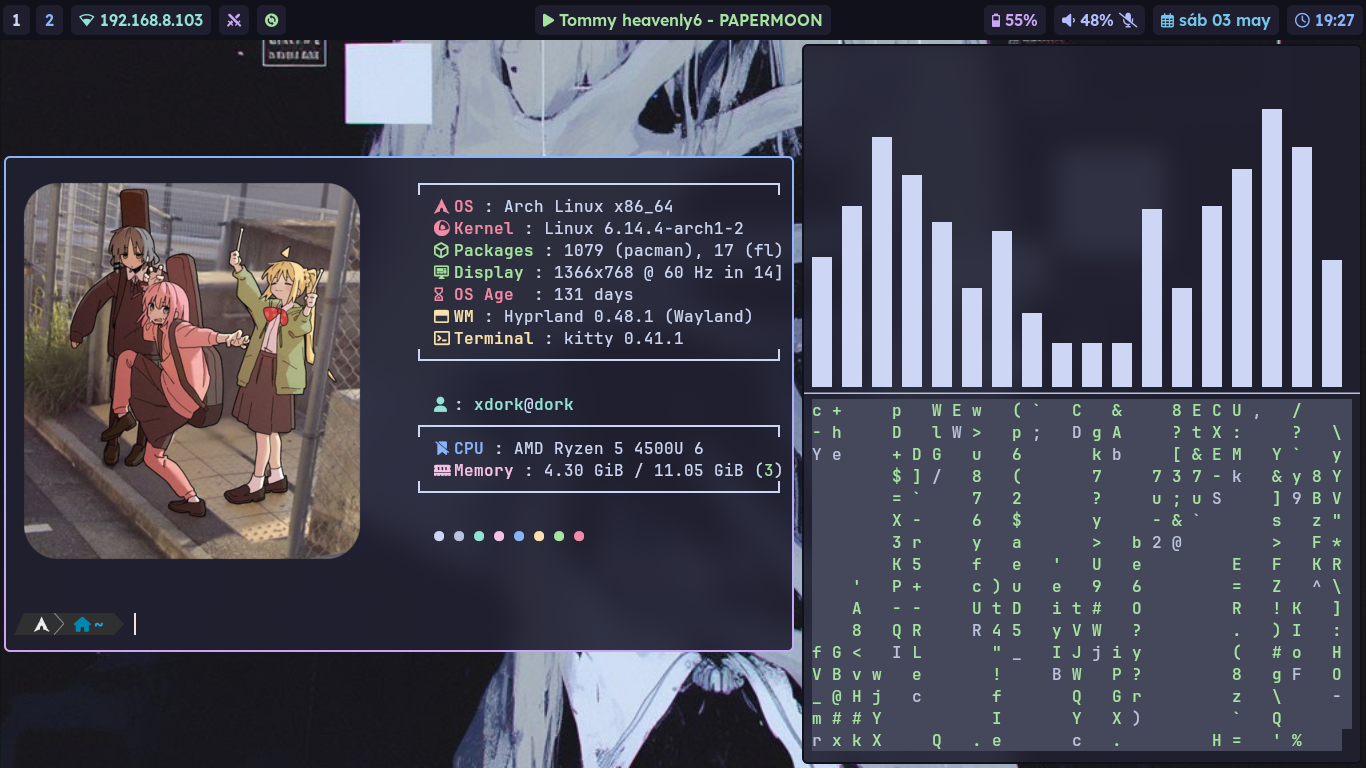 1 2 192.168.8.103 Tommy heavenly6 - PAPERMOON 55% 48% sáb 03 may 19:27
OS : Arch Linux x86_64
Kernel : Linux 6.14.4-arch1-2
Packages : 1079 (pacman), 17 (fl)
Display : 1366x768 @ 60 Hz in 14]
OS Age : 131 days
WM : Hyprland 0.48.1 (Wayland)
Terminal : kitty 0.41.1
: xdork@dork
CPU : AMD Ryzen 5 4500U 6
Memory : 4.30 GiB / 11.05 GiB (3)
~
c + p W E w ( ` C & 8 E C U , /
- h D l W > p ; D g A ? t X : ? \
Y e + D G u 6 k b [ & E M Y ` y
$ ] / 8 ( 7 7 3 7 - k & y 8 Y
= ` 7 2 ? u ; u S ] 9 B V
X - 6 $ y - & ` s z "
3 r y a > b 2 @ > F *
K 5 f e ' U e E F K R
' P + c ) u e 9 6 = Z ^ \
A - - U t D i t # O R ! K ]
8 Q R R 4 5 y V W ? . ) I :
f G < I L " _ I J j i y ( # o H
V B v w e ! B W P ? 8 g F O
_ @ H j c f Q G r z \ -
m # # Y I Y X ) ` Q
r x k X Q . e c . H = ' %